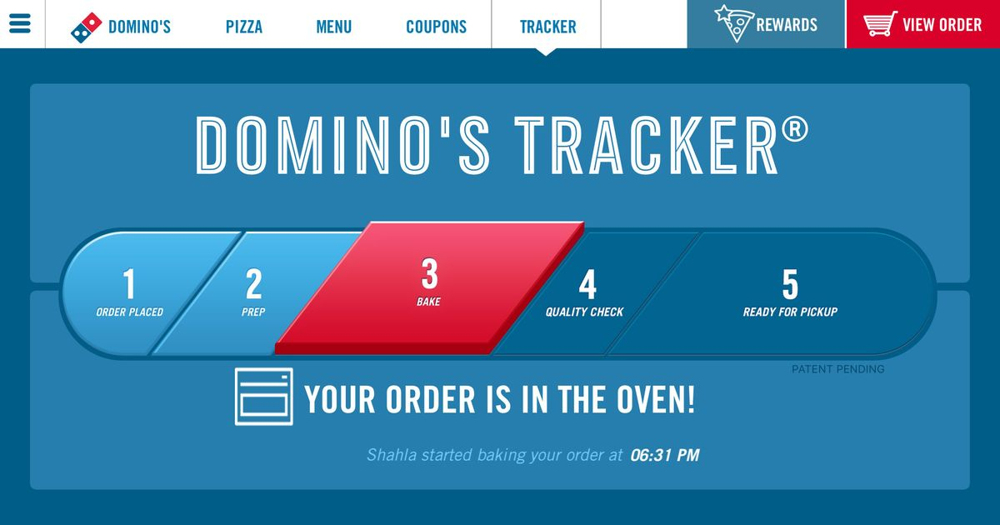 DOMINO'S PIZZA MENU COUPONS TRACKER REWARDS VIEW ORDER
DOMINO'S TRACKER®
1 2 3 4 5
ORDER PLACED PREP BAKE QUALITY CHECK READY FOR PICKUP
PATENT PENDING
YOUR ORDER IS IN THE OVEN!
Shahla started baking your order at 06:31 PM